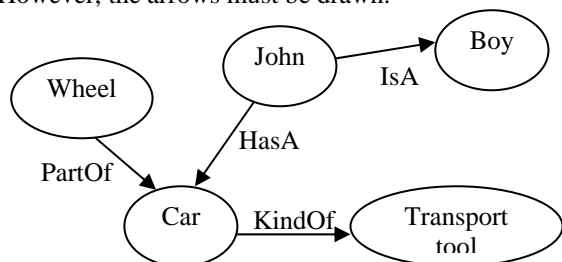 However, the arrows must be drawn.
Boy
John
IsA
Wheel
HasA
PartOf
Car
KindOf
Transport
tool